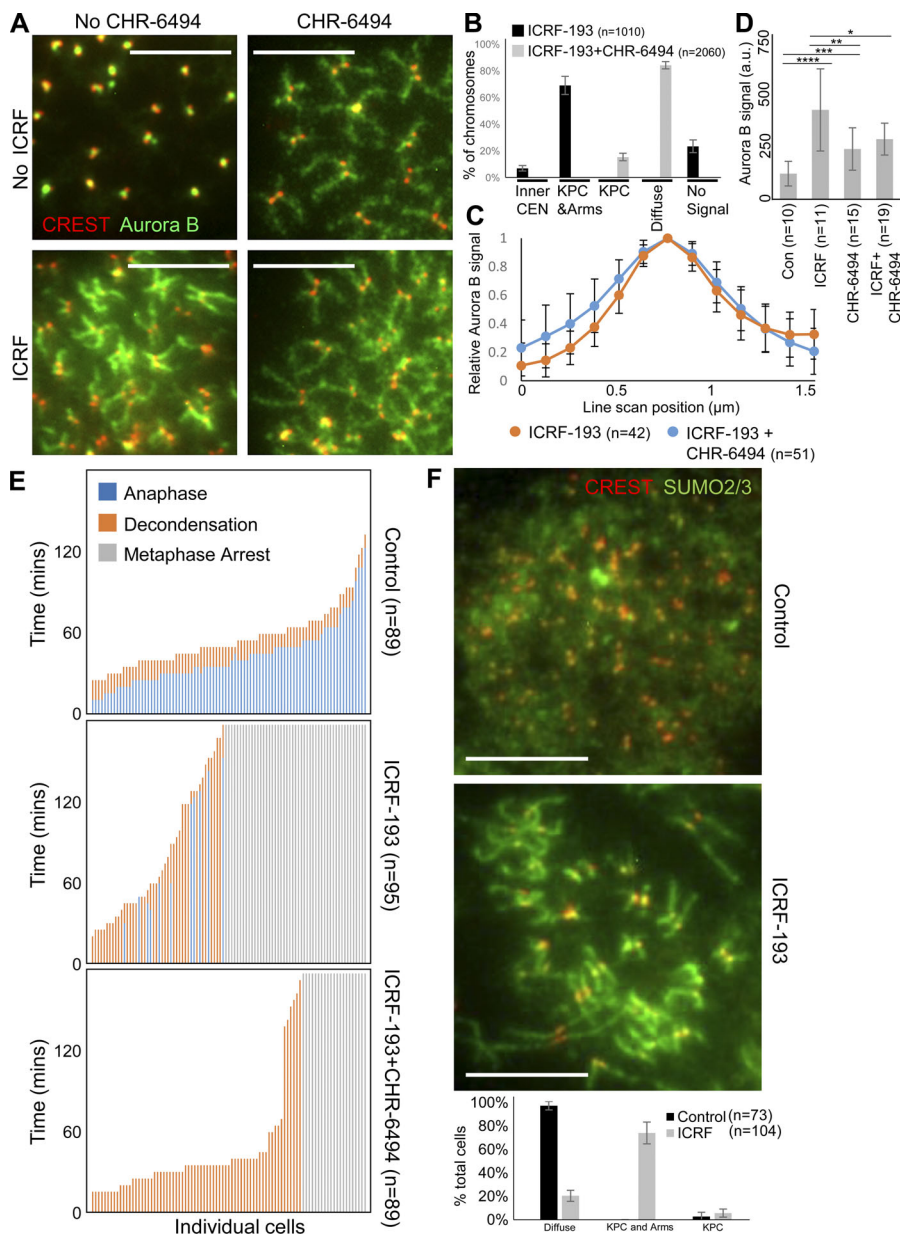 A
No CHR-6494
CHR-6494
No ICRF
CREST Aurora B
ICRF
B
ICRF-193 (n=1010)
ICRF-193+CHR-6494 (n=2060)
% of chromosomes
100%
80%
60%
40%
20%
0%
Inner
CEN
KPC
&Arms
KPC
Diffuse
No
Signal
C
Relative Aurora B signal
1
0.8
0.6
0.4
0.2
0
0
0.5
1
1.5
Line scan position (µm)
ICRF-193 (n=42)
ICRF-193 +
CHR-6494 (n=51)
D
*
**
***
****
Aurora B signal (a.u.)
750
500
250
0
Con (n=10)
ICRF (n=11)
CHR-6494 (n=15)
ICRF+ (n=19)
CHR-6494
E
Anaphase
Decondensation
Metaphase Arrest
Time (mins)
120
60
0
Control (n=89)
Time (mins)
120
60
0
ICRF-193 (n=95)
Time (mins)
120
60
0
ICRF-193+CHR-6494 (n=89)
Individual cells
F
CREST SUMO2/3
Control
ICRF-193
% total cells
100%
80%
60%
40%
20%
0%
Control (n=73)
ICRF (n=104)
Diffuse
KPC and Arms
KPC